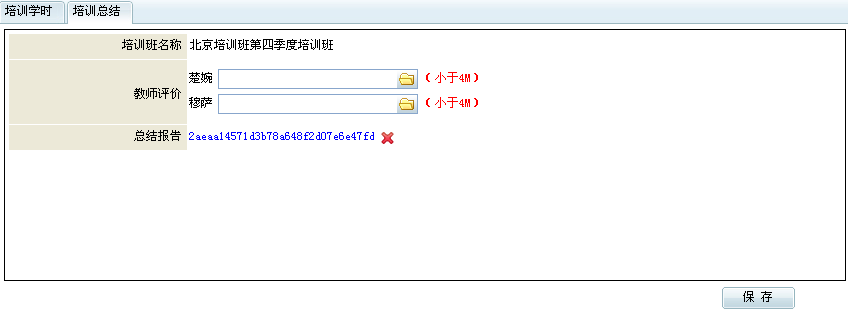 培训学时 培训总结
培训班名称 北京培训班第四季度培训班
教师评价
楚婉 （小于4M）
穆萨 （小于4M）
总结报告 2aeaa14571d3b78a648f2d07e6e47fd
保 存